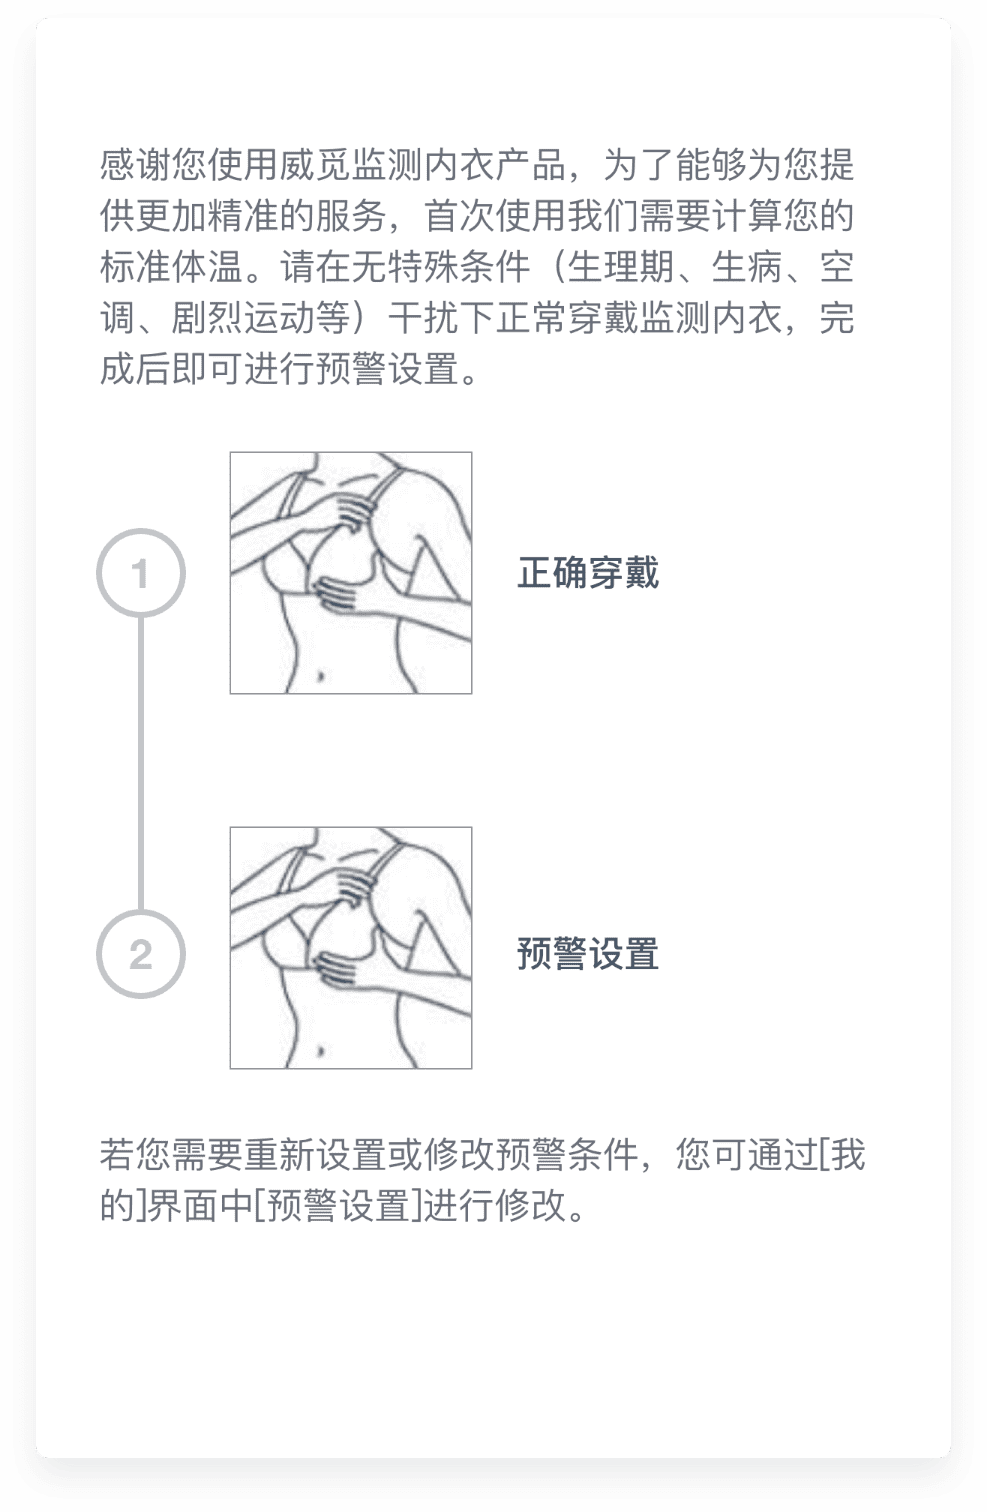 感谢您使用威觅监测内衣产品，为了能够为您提
供更加精准的服务，首次使用我们需要计算您的
标准体温。请在无特殊条件（生理期、生病、空
调、剧烈运动等）干扰下正常穿戴监测内衣，完
成后即可进行预警设置。
1
正确穿戴
2
预警设置
若您需要重新设置或修改预警条件，您可通过[我
的]界面中[预警设置]进行修改。